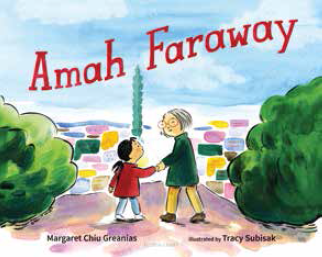 Amah Faraway
Margaret Chiu Greanias
illustrated by Tracy Subisak